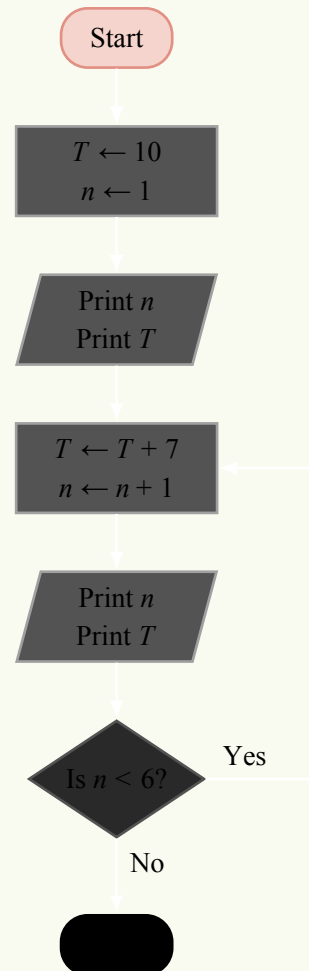 Start
T ← 10
n ← 1
Print n
Print T
T ← T + 7
n ← n + 1
Print n
Print T
Is n < 6?
Yes
No